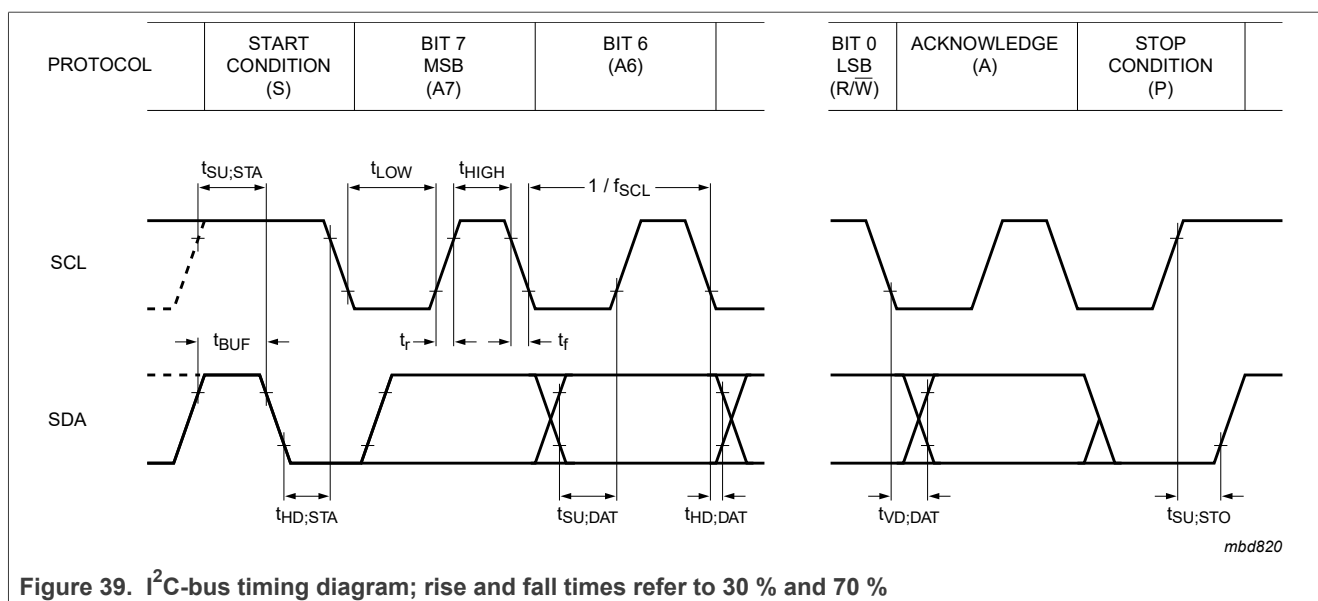 PROTOCOL
START
CONDITION
(S)
BIT 7
MSB
(A7)
BIT 6
(A6)
BIT 0
LSB
(R/W̅)
ACKNOWLEDGE
(A)
STOP
CONDITION
(P)
tSU;STA
tLOW
tHIGH
1 / fSCL
SCL
tBUF
tr
tf
SDA
tHD;STA
tSU;DAT
tHD;DAT
tVD;DAT
tSU;STO
mbd820
Figure 39. I²C-bus timing diagram; rise and fall times refer to 30 % and 70 %